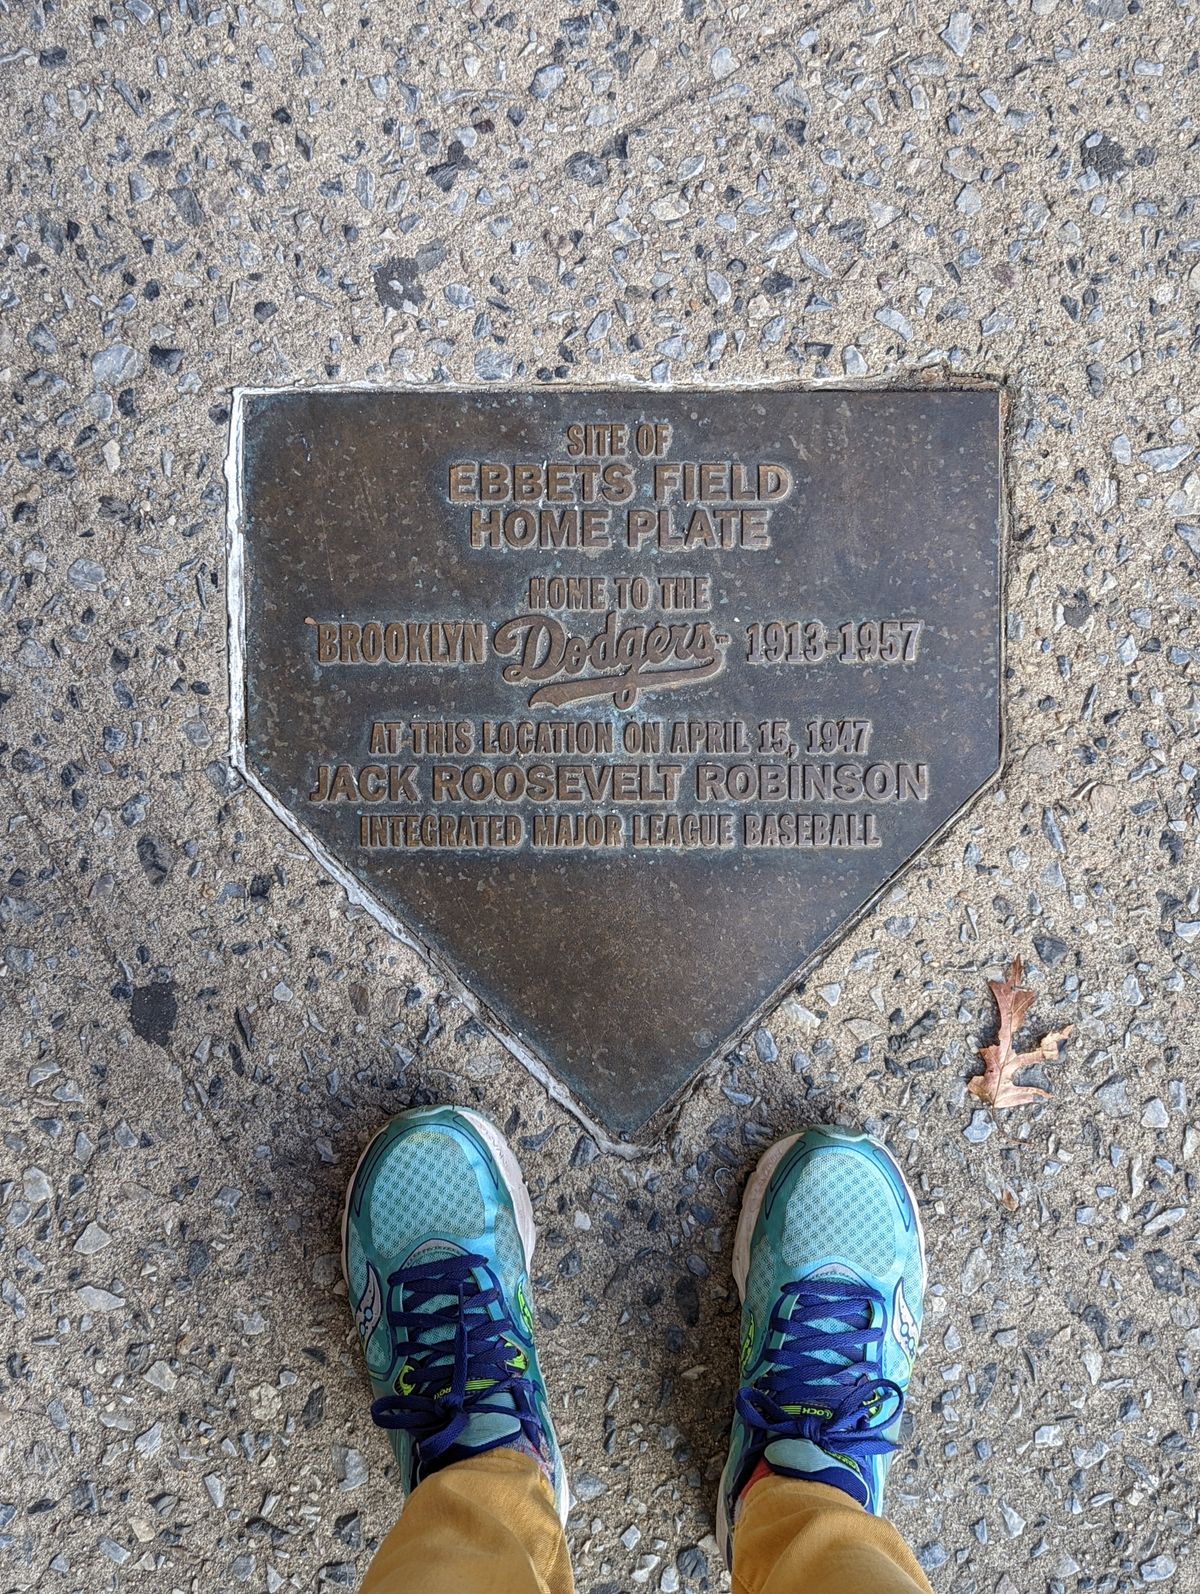 SITE OF
EBBETS FIELD
HOME PLATE
HOME TO THE
BROOKLYN Dodgers 1913-1957
AT THIS LOCATION ON APRIL 15, 1947
JACK ROOSEVELT ROBINSON
INTEGRATED MAJOR LEAGUE BASEBALL